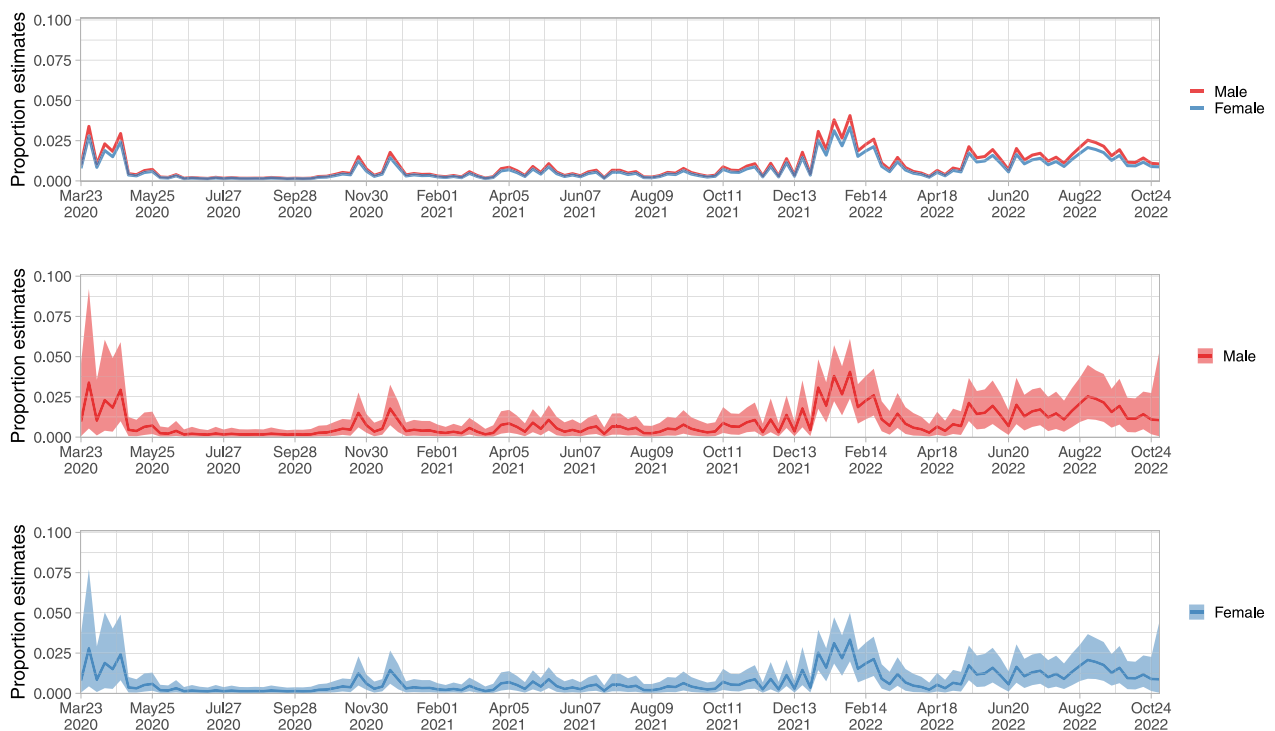 Proportion estimates
0.100
0.075
0.050
0.025
0.000
Mar23 May25 Jul27 Sep28 Nov30 Feb01 Apr05 Jun07 Aug09 Oct11 Dec13 Feb14 Apr18 Jun20 Aug22 Oct24
2020 2020 2020 2020 2020 2021 2021 2021 2021 2021 2021 2022 2022 2022 2022 2022
Male
Female
Proportion estimates
0.100
0.075
0.050
0.025
0.000
Mar23 May25 Jul27 Sep28 Nov30 Feb01 Apr05 Jun07 Aug09 Oct11 Dec13 Feb14 Apr18 Jun20 Aug22 Oct24
2020 2020 2020 2020 2020 2021 2021 2021 2021 2021 2021 2022 2022 2022 2022 2022
Male
Proportion estimates
0.100
0.075
0.050
0.025
0.000
Mar23 May25 Jul27 Sep28 Nov30 Feb01 Apr05 Jun07 Aug09 Oct11 Dec13 Feb14 Apr18 Jun20 Aug22 Oct24
2020 2020 2020 2020 2020 2021 2021 2021 2021 2021 2021 2022 2022 2022 2022 2022
Female